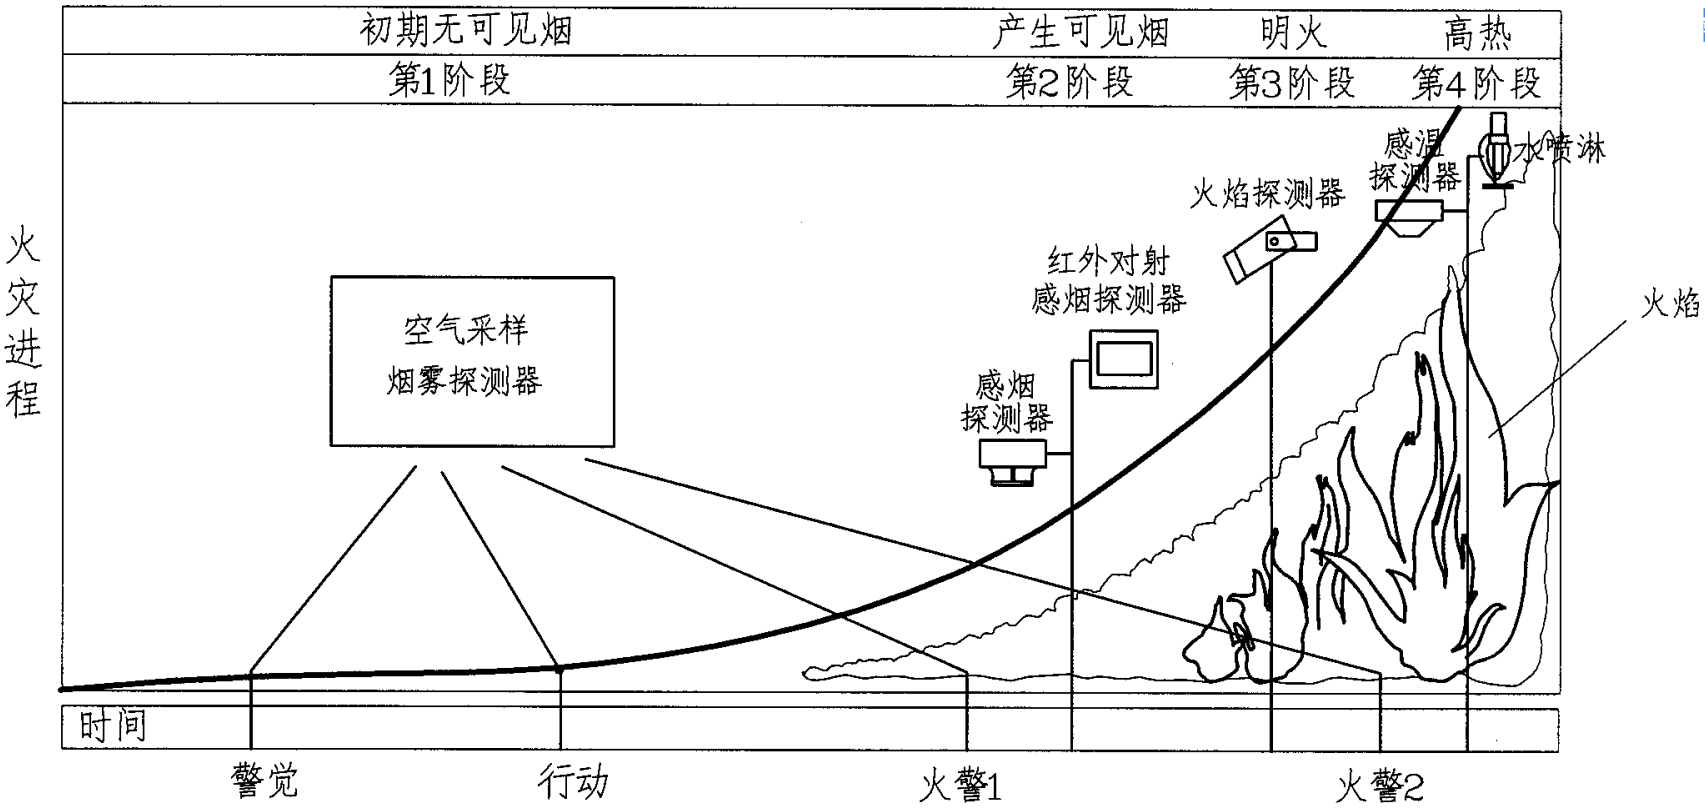 初期无可见烟 产生可见烟 明火 高热
第1阶段 第2阶段 第3阶段 第4阶段
火灾进程
空气采样
烟雾探测器
感烟
探测器
红外对射
感烟探测器
火焰探测器
感温
探测器
水喷淋
火焰
时间
警觉 行动 火警1 火警2